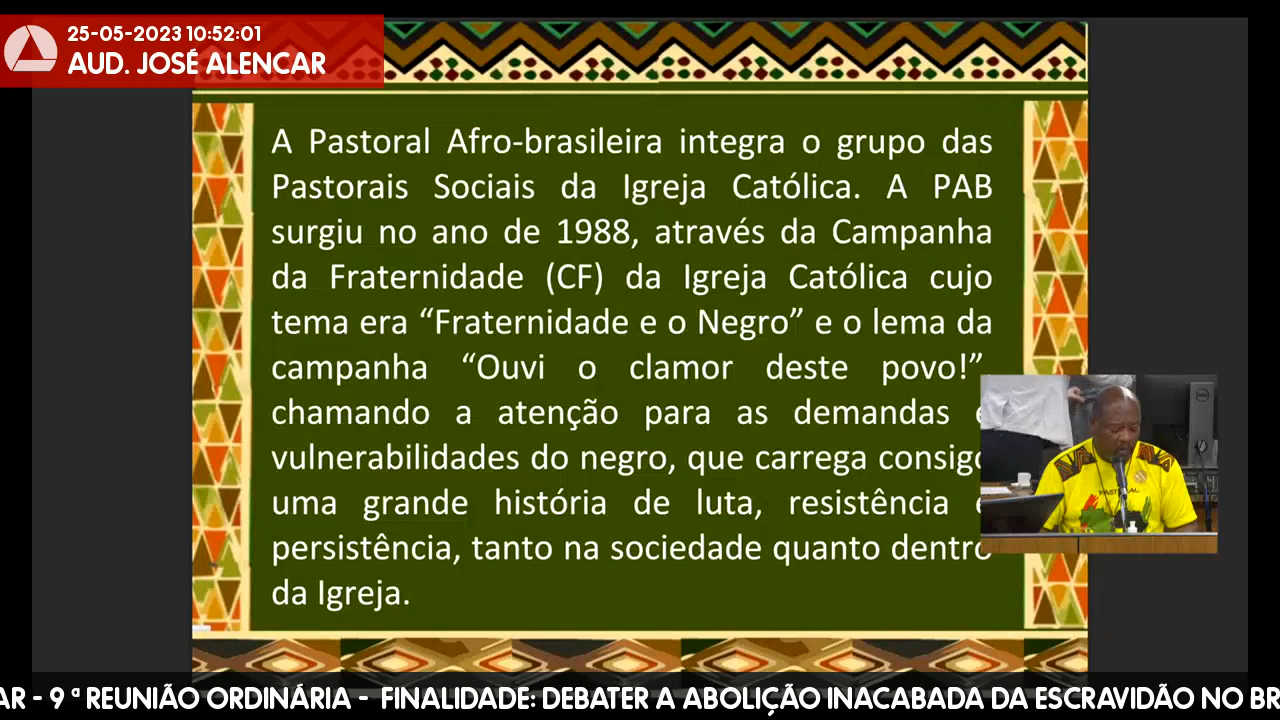 25-05-2023 10:52:01
AUD. JOSÉ ALENCAR
A Pastoral Afro-brasileira integra o grupo das
Pastorais Sociais da Igreja Católica. A PAB
surgiu no ano de 1988, através da Campanha
da Fraternidade (CF) da Igreja Católica cujo
tema era “Fraternidade e o Negro” e o lema da
campanha “Ouvi o clamor deste povo!”
chamando a atenção para as demandas e
vulnerabilidades do negro, que carrega consigo
uma grande história de luta, resistência e
persistência, tanto na sociedade quanto dentro
da Igreja.
PASTORAL
AR - 9 ª REUNIÃO ORDINÁRIA - FINALIDADE: DEBATER A ABOLIÇÃO INACABADA DA ESCRAVIDÃO NO BR